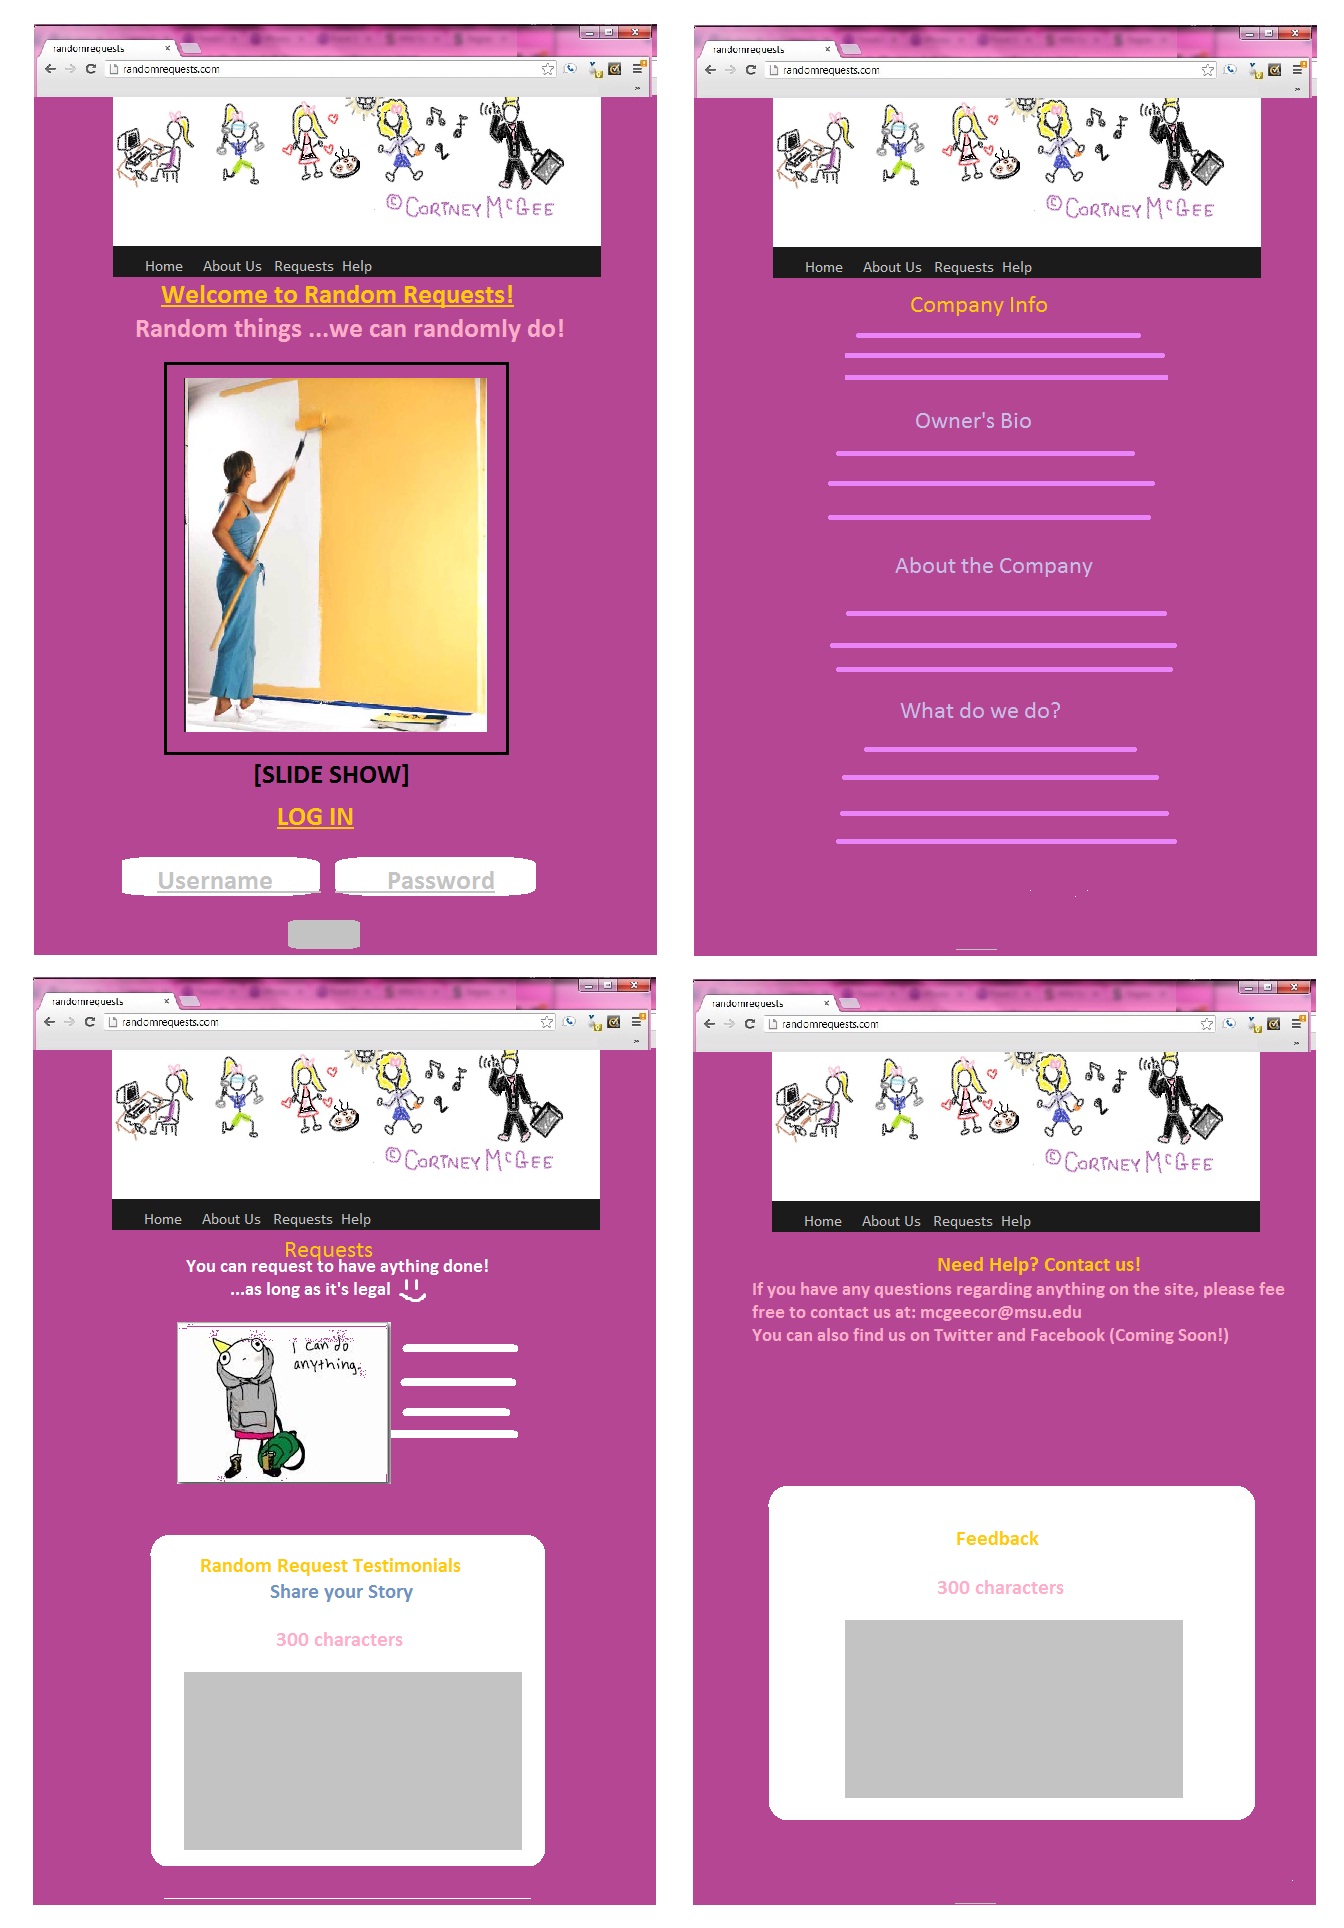 randomrequests
randomrequests.com
© CORTNEY MCGEE
Home About Us Requests Help
Welcome to Random Requests!
Random things ...we can randomly do!
[SLIDE SHOW]
LOG IN
Username Password
randomrequests
randomrequests.com
© CORTNEY MCGEE
Home About Us Requests Help
Company Info
Owner's Bio
About the Company
What do we do?
randomrequests
randomrequests.com
© CORTNEY MCGEE
Home About Us Requests Help
Requests
You can request to have aything done!
...as long as it's legal
i can do
anything.
Random Request Testimonials
Share your Story
300 characters
randomrequests
randomrequests.com
© CORTNEY MCGEE
Home About Us Requests Help
Need Help? Contact us!
If you have any questions regarding anything on the site, please fee
free to contact us at: mcgeecor@msu.edu
You can also find us on Twitter and Facebook (Coming Soon!)
Feedback
300 characters